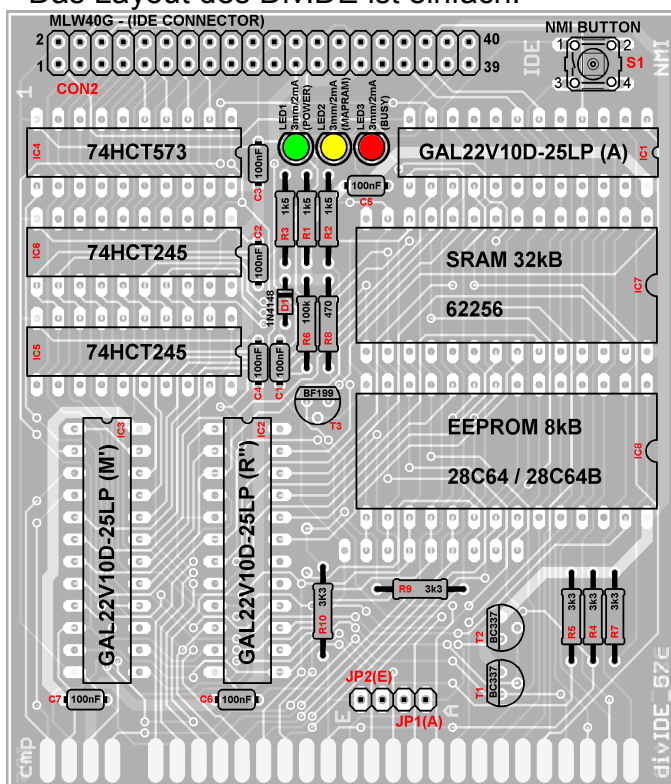 Das Layout des DivIDE ist einfach:
MLW40G - (IDE CONNECTOR)
NMI BUTTON
2
40
1
39
CON2
IDE
NMI
1
2
S1
3
4
1
LED1
3mm/2mA
(POWER)
LED2
3mm/2mA
(MAPRAM)
LED3
3mm/2mA
(BUSY)
IC4
74HCT573
100nF
C3
100nF
C5
GAL22V10D-25LP (A)
IC1
1k5
R3
1k5
R1
1k5
R2
IC6
74HCT245
C2
100nF
SRAM 32kB
62256
IC7
1N4148
D1
100k
R6
470
R8
IC5
74HCT245
100nF
C4
100nF
C1
BF199
T3
EEPROM 8kB
28C64 / 28C64B
IC8
IC3
GAL22V10D-25LP (M')
IC2
GAL22V10D-25LP (R'')
3K3
R10
R9
3k3
T2
BC337
T1
BC337
3k3
R5
3k3
R4
3k3
R7
C7
100nF
C6
100nF
JP2(E)
JP1(A)
E
A
cmp
divIDE 57c